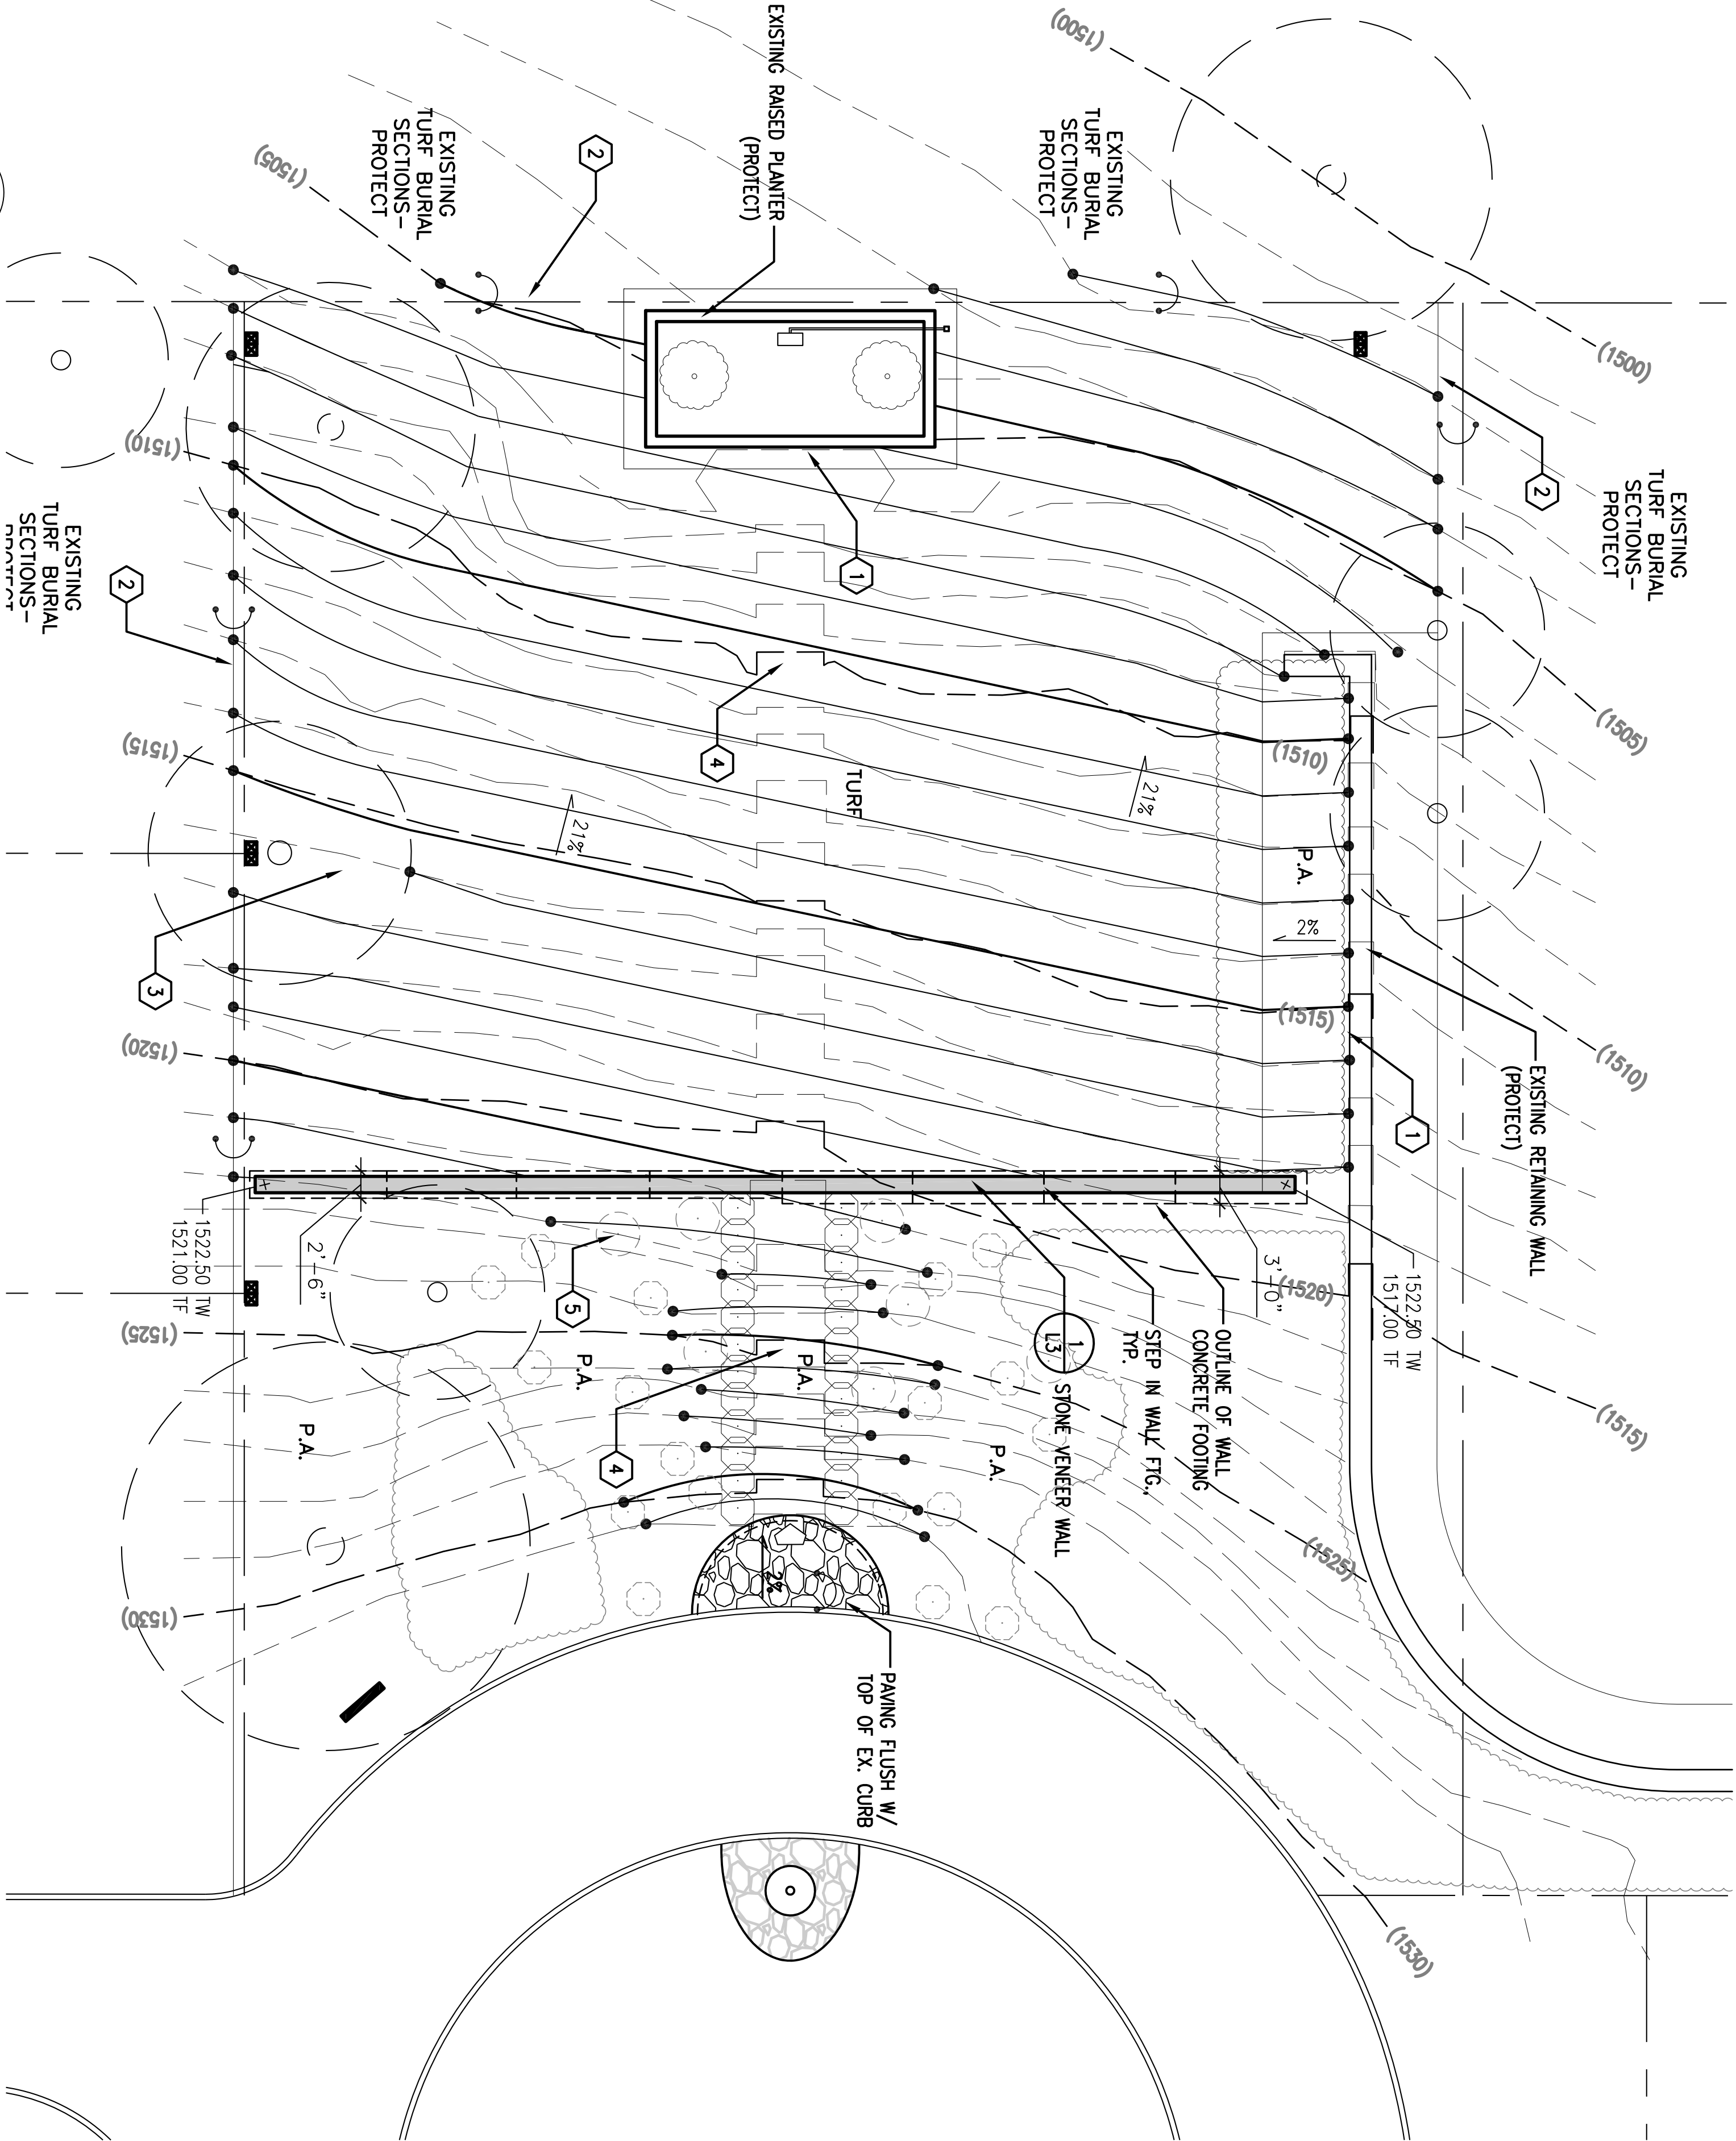 (1500)
EXISTING
TURF BURIAL
SECTIONS-
PROTECT
2
(1500)
EXISTING
TURF BURIAL
SECTIONS-
PROTECT
(1505)
(1510)
(1515)
EXISTING RETAINING WALL
(PROTECT)
1
1522.50 TW
1517.00 TF
(1510)
P.A.
2%
(1515)
21%
3'-0"
(1520)
OUTLINE OF WALL
CONCRETE FOOTING
STEP IN WALL FTG.,
TYP.
1
L3
STONE VENEER WALL
P.A.
(1525)
(1530)
EXISTING RAISED PLANTER
(PROTECT)
1
4
TURF
P.A.
4
2%
PAVING FLUSH W/
TOP OF EX. CURB
2
EXISTING
TURF BURIAL
SECTIONS-
PROTECT
(1505)
21%
5
P.A.
P.A.
2'-6"
1522.50 TW
1521.00 TF
3
2
(1510)
(1515)
(1520)
(1525)
(1530)
EXISTING
TURF BURIAL
SECTIONS-